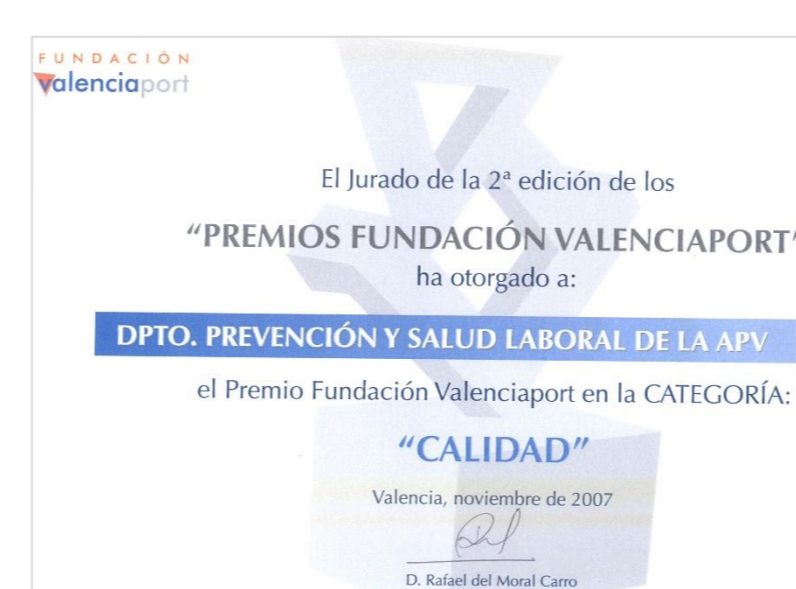 FUNDACIÓN
valenciaport
El Jurado de la 2ª edición de los
“PREMIOS FUNDACIÓN VALENCIAPORT”
ha otorgado a:
DPTO. PREVENCIÓN Y SALUD LABORAL DE LA APV
el Premio Fundación Valenciaport en la CATEGORÍA:
“CALIDAD”
Valencia, noviembre de 2007
D. Rafael del Moral Carro